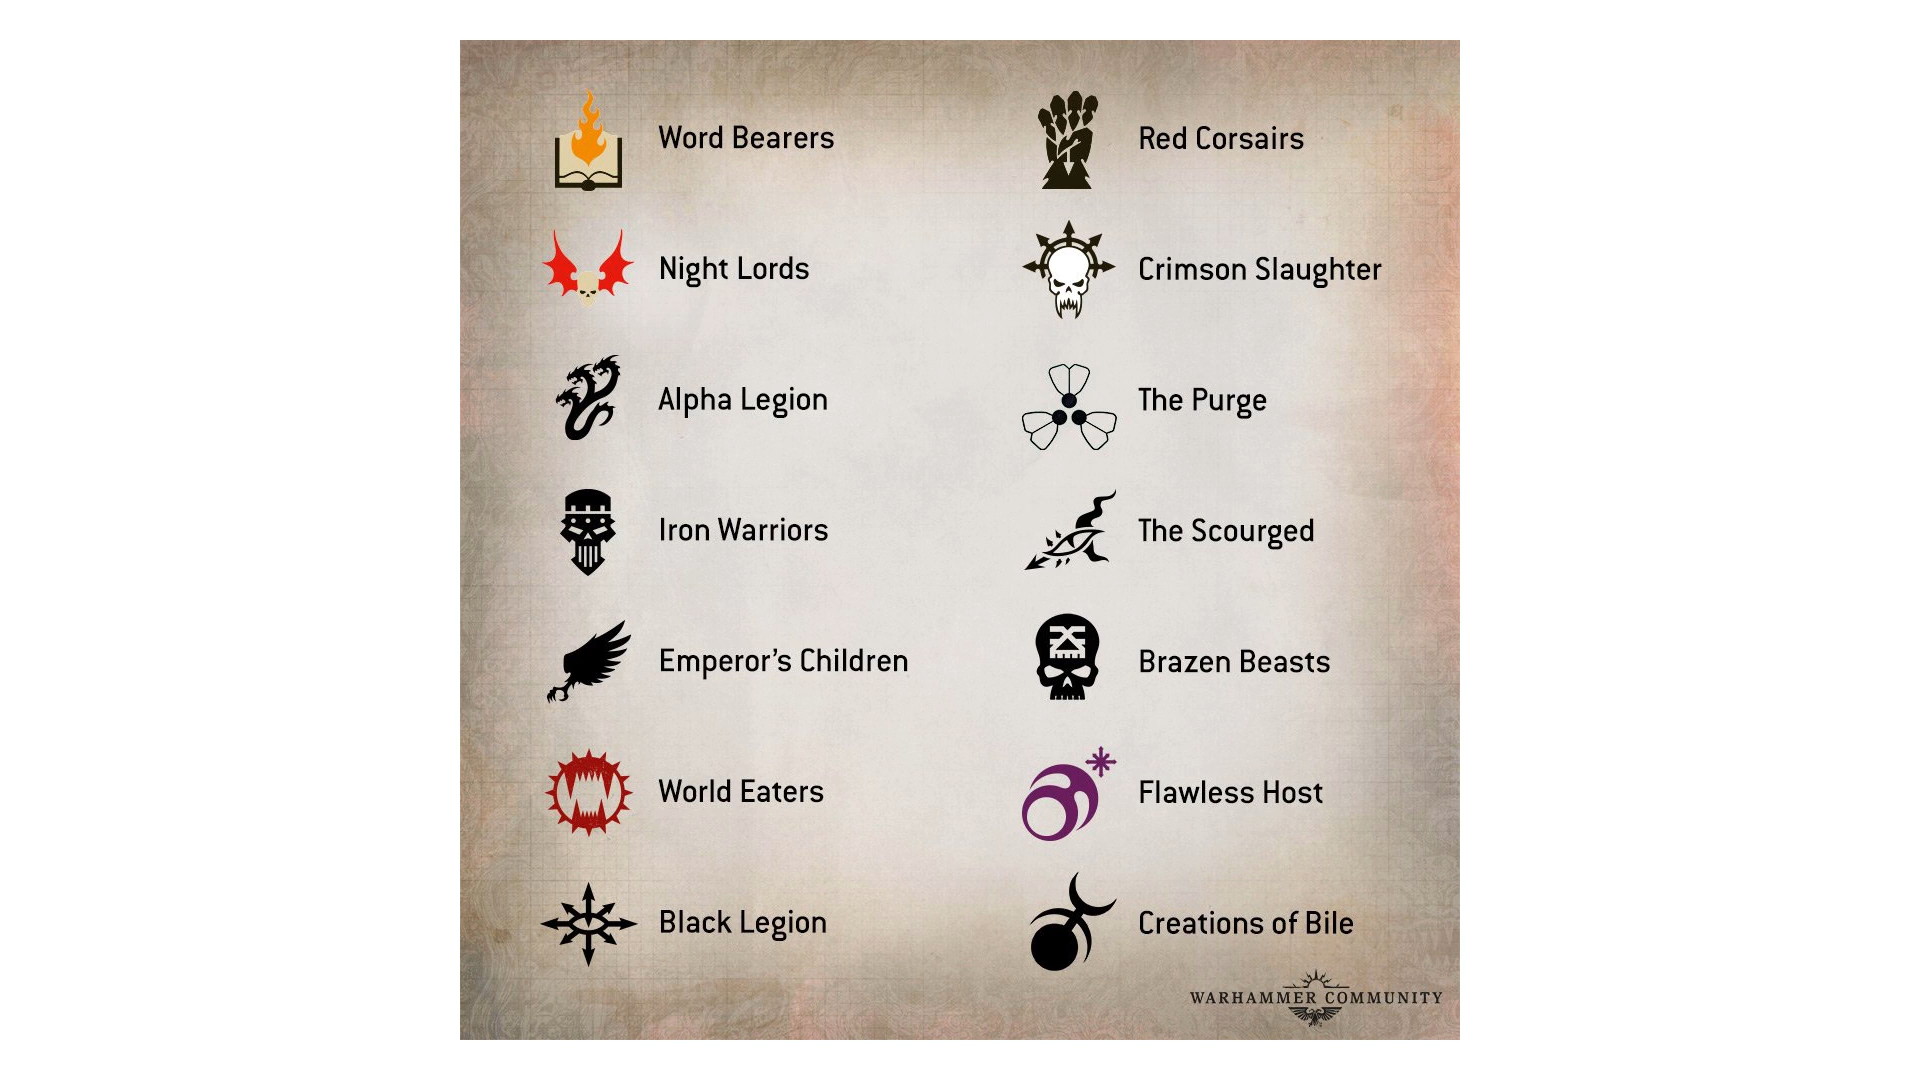 Word Bearers
Red Corsairs
Night Lords
Crimson Slaughter
Alpha Legion
The Purge
Iron Warriors
The Scourged
Emperor's Children
Brazen Beasts
World Eaters
Flawless Host
Black Legion
Creations of Bile
WARHAMMER COMMUNITY